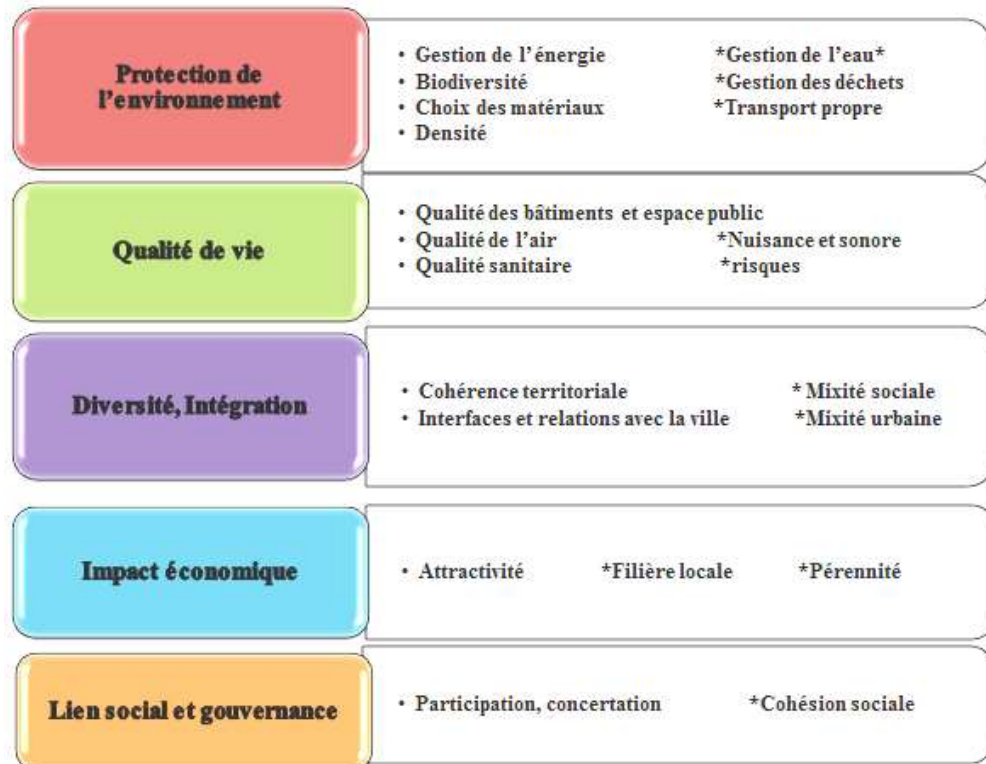 Protection de
l'environnement
• Gestion de l'énergie *Gestion de l'eau*
• Biodiversité *Gestion des déchets
• Choix des matériaux *Transport propre
• Densité
Qualité de vie
• Qualité des bâtiments et espace public
• Qualité de l'air *Nuisance et sonore
• Qualité sanitaire *risques
Diversité, Intégration
• Cohérence territoriale * Mixité sociale
• Interfaces et relations avec la ville *Mixité urbaine
Impact économique
• Attractivité *Filière locale *Pérennité
Lien social et gouvernance
• Participation, concertation *Cohésion sociale